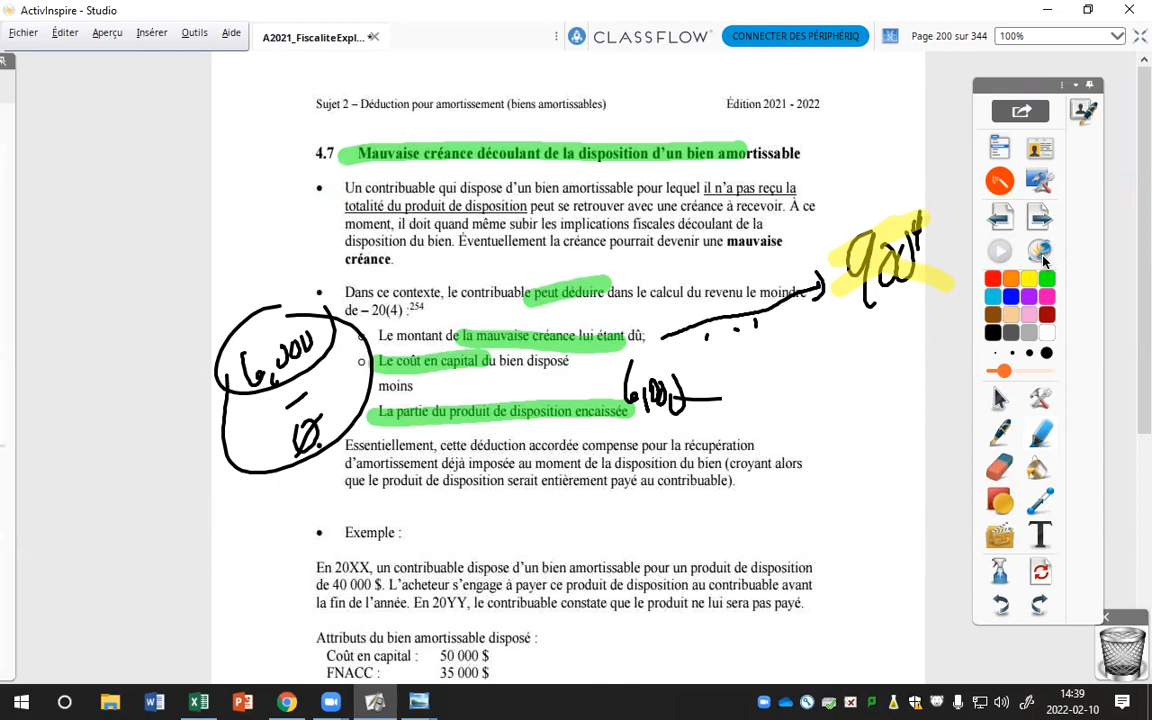 ActivInspire - Studio
Fichier Éditer Aperçu Insérer Outils Aide
A2021_FiscaliteExpl...
CLASSFLOW
CONNECTER DES PÉRIPHÉRIQ
Page 200 sur 344
100%
Sujet 2 – Déduction pour amortissement (biens amortissables) Édition 2021 - 2022
4.7 Mauvaise créance découlant de la disposition d'un bien amortissable
• Un contribuable qui dispose d'un bien amortissable pour lequel il n'a pas reçu la
totalité du produit de disposition peut se retrouver avec une créance à recevoir. À ce
moment, il doit quand même subir les implications fiscales découlant de la
disposition du bien. Éventuellement la créance pourrait devenir une mauvaise
créance.
• Dans ce contexte, le contribuable peut déduire dans le calcul du revenu le moindre
de – 20(4) :254
o Le montant de la mauvaise créance lui étant dû;
o Le coût en capital du bien disposé
moins
La partie du produit de disposition encaissée
6,000
–
Ø
6,000
Essentiellement, cette déduction accordée compense pour la récupération
d'amortissement déjà imposée au moment de la disposition du bien (croyant alors
que le produit de disposition serait entièrement payé au contribuable).
• Exemple :
En 20XX, un contribuable dispose d'un bien amortissable pour un produit de disposition
de 40 000 $. L'acheteur s'engage à payer ce produit de disposition au contribuable avant
la fin de l'année. En 20YY, le contribuable constate que le produit ne lui sera pas payé.
Attributs du bien amortissable disposé :
Coût en capital : 50 000 $
FNACC : 35 000 $
14:39
2022-02-10